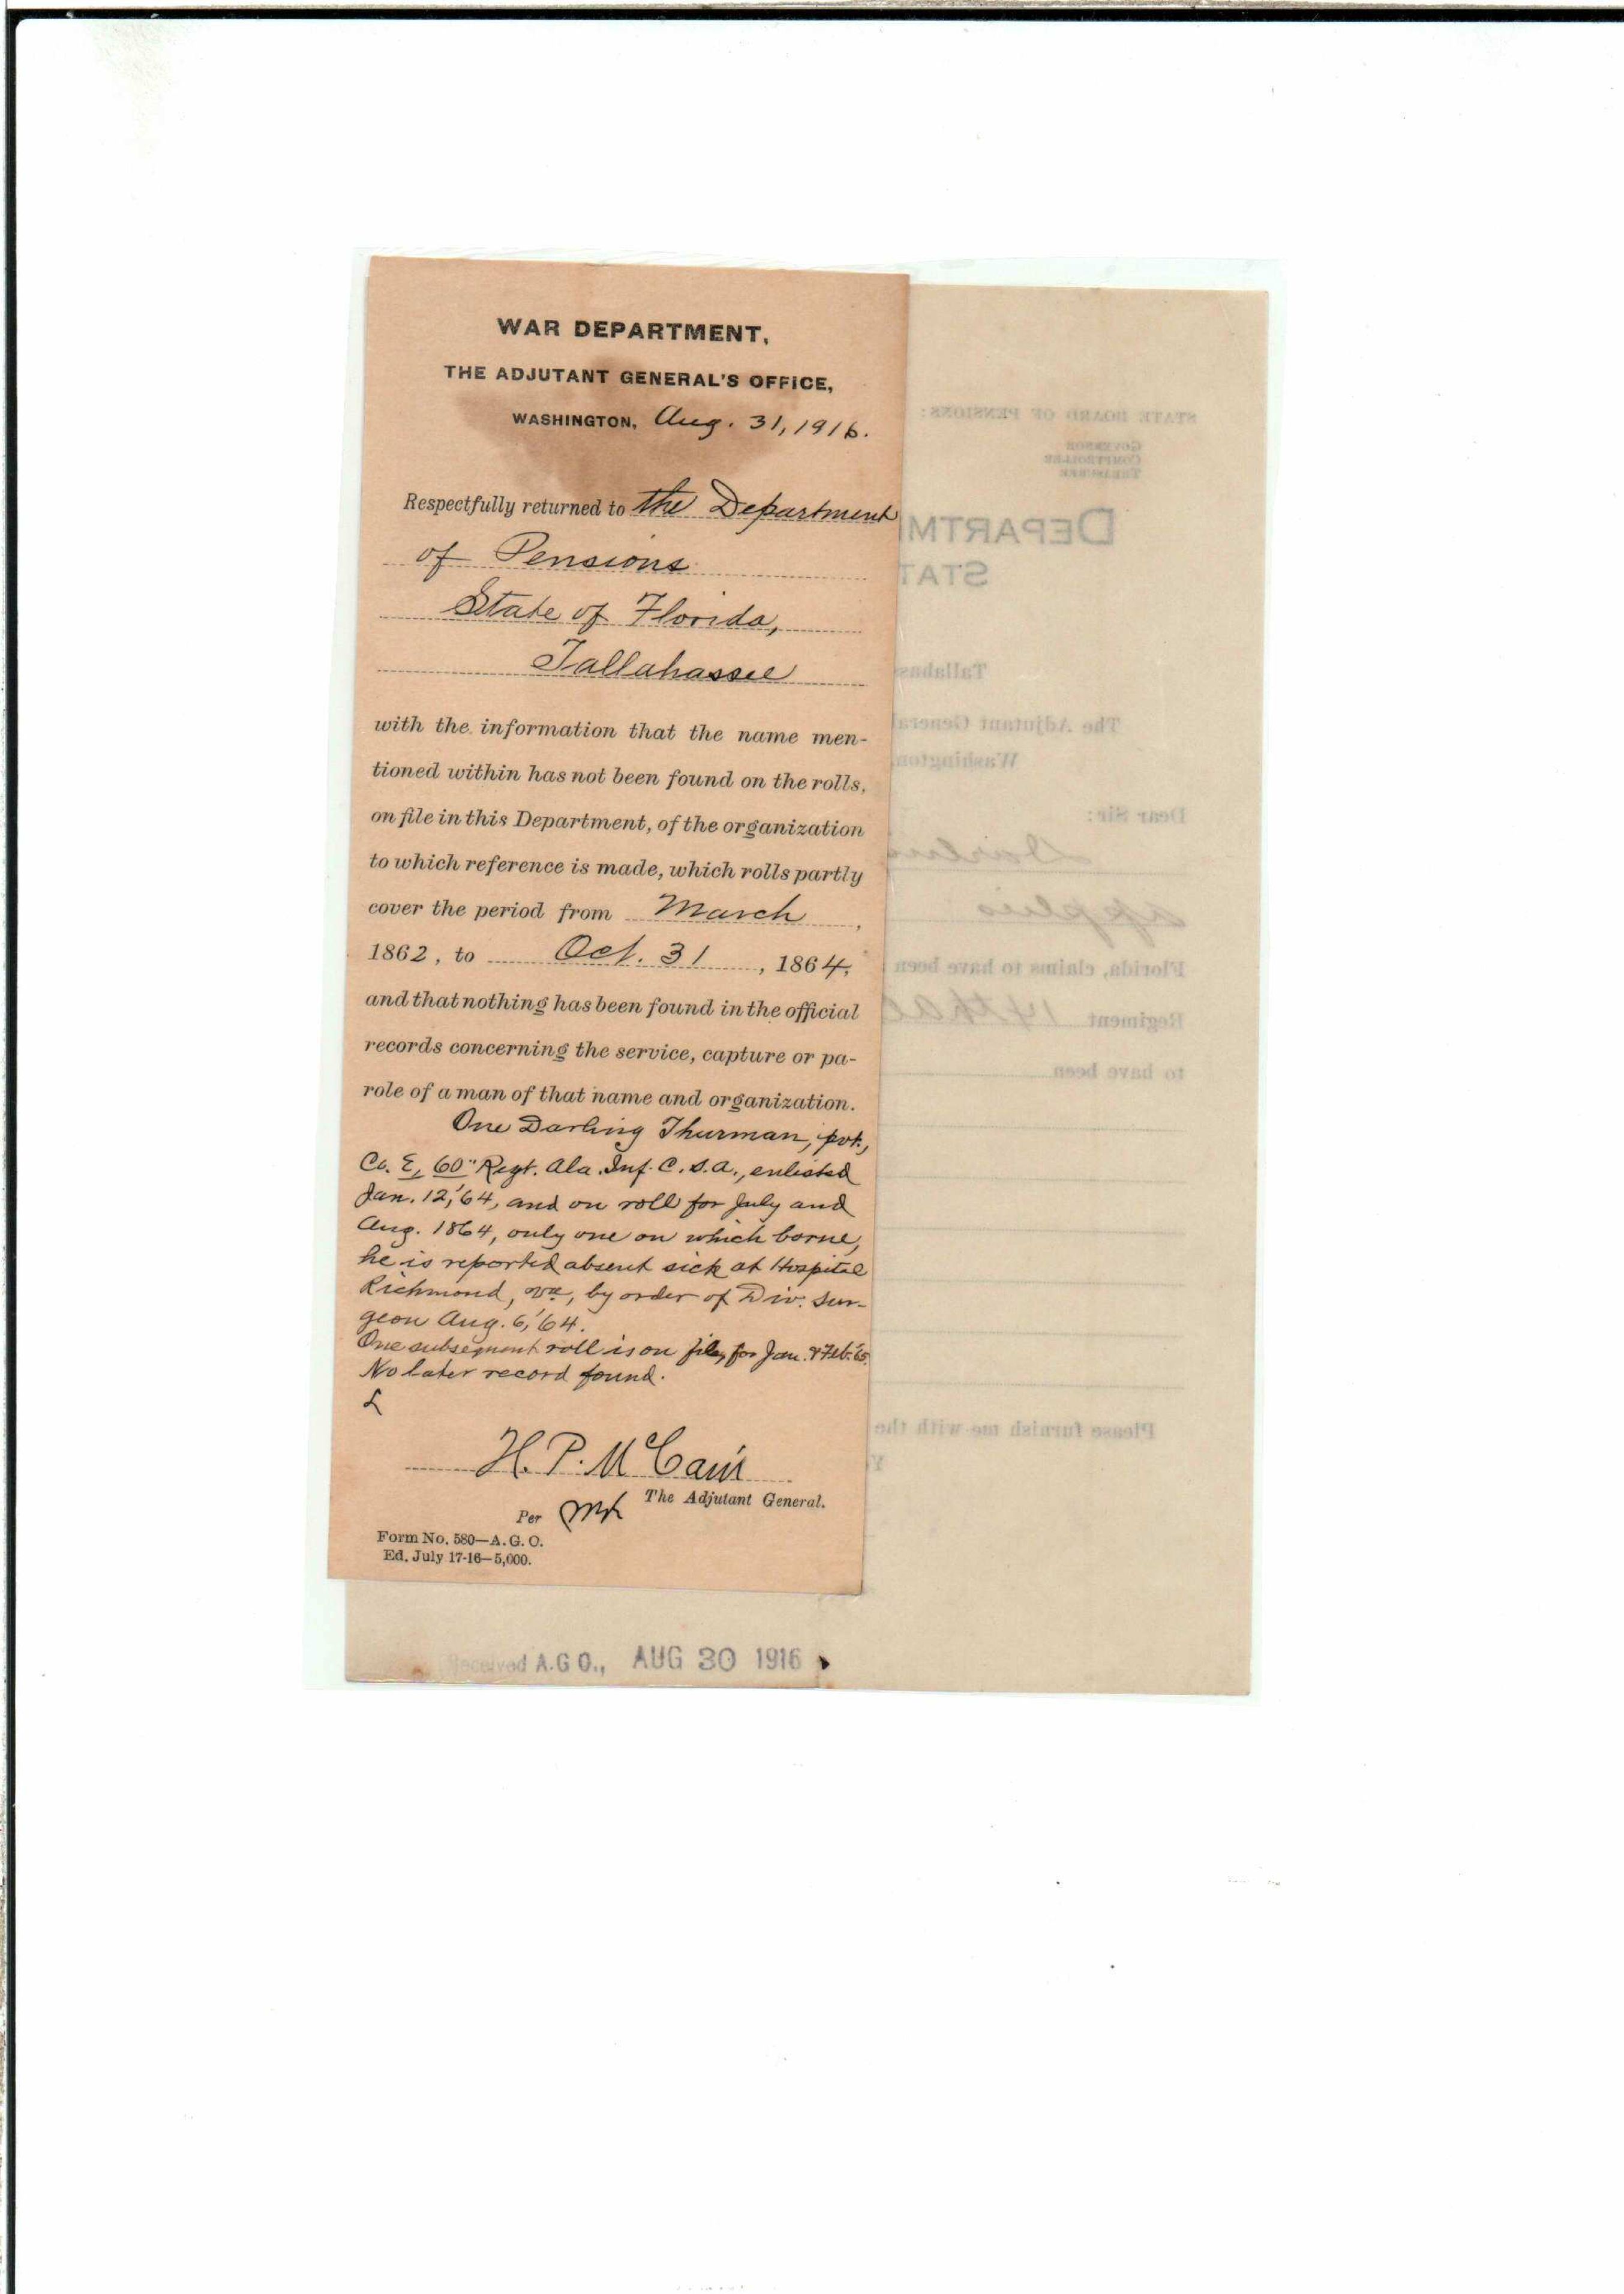 WAR DEPARTMENT,
THE ADJUTANT GENERAL'S OFFICE,
WASHINGTON, Aug. 31, 1916.
Respectfully returned to the Department
of Pensions
State of Florida,
Tallahassee
with the information that the name men-
tioned within has not been found on the rolls,
on file in this Department, of the organization
to which reference is made, which rolls partly
cover the period from March,
1862, to Oct. 31, 1864,
and that nothing has been found in the official
records concerning the service, capture or pa-
role of a man of that name and organization.
One Darling Thurman, pvt.,
Co. E, 60" Regt. Ala. Inf. C.S.A., enlisted
Jan. 12,'64, and on roll for July and
Aug. 1864, only one on which borne,
he is reported absent sick at Hospital
Richmond, Va, by order of Div. Sur-
geon Aug. 6,'64.
One subsequent roll is on file, for Jan. & Feb. '65.
No later record found.
L
H. P. McCain
The Adjutant General.
Per
Form No. 580—A. G. O.
Ed. July 17-16—5,000.
Received A.G.O., AUG 30 1916
STATE BOARD OF PENSIONS:
GOVERNOR
COMPTROLLER
TREASURER
DEPARTM
STAT
Tallahas
The Adjutant General
Washington
Dear Sir:
applies
Florida, claims to have been
Regiment 14th
to have been
Please furnish me with the